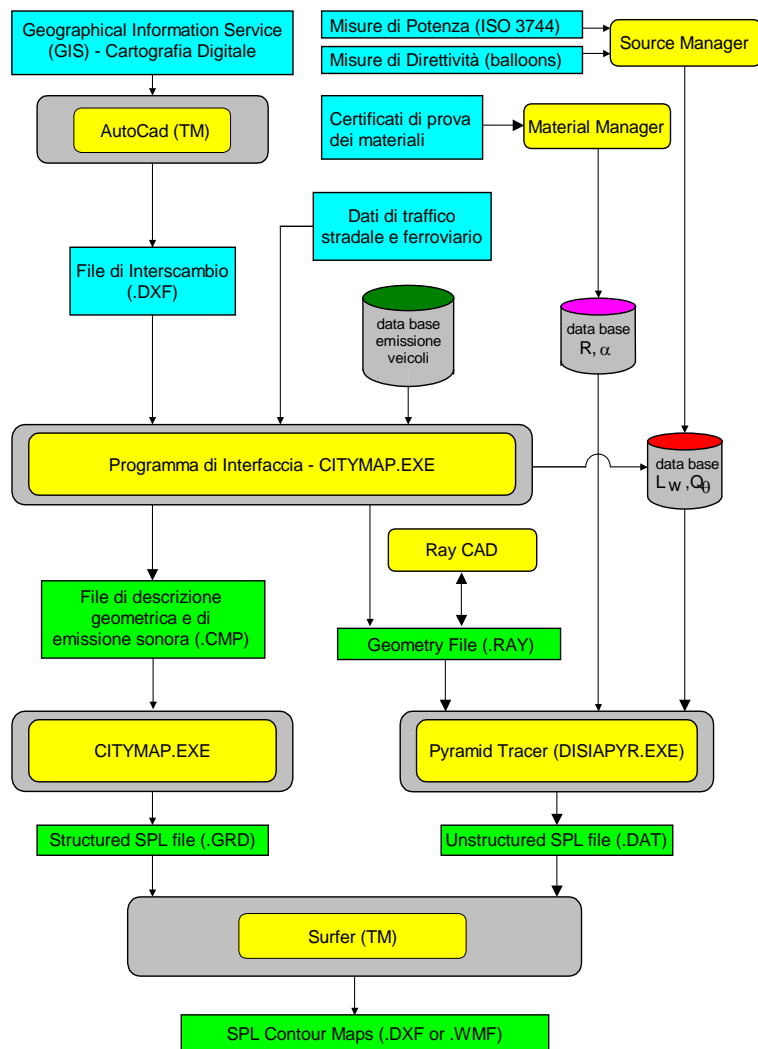 Geographical Information Service
(GIS) - Cartografia Digitale
Misure di Potenza (ISO 3744)
Misure di Direttività (balloons)
Source Manager
AutoCad (TM)
Certificati di prova
dei materiali
Material Manager
Dati di traffico
stradale e ferroviario
File di Interscambio
(.DXF)
data base
emissione
veicoli
data base
R, α
Programma di Interfaccia - CITYMAP.EXE
data base
L W ,Qθ
Ray CAD
File di descrizione
geometrica e di
emissione sonora (.CMP)
Geometry File (.RAY)
CITYMAP.EXE
Pyramid Tracer (DISIAPYR.EXE)
Structured SPL file (.GRD)
Unstructured SPL file (.DAT)
Surfer (TM)
SPL Contour Maps (.DXF or .WMF)